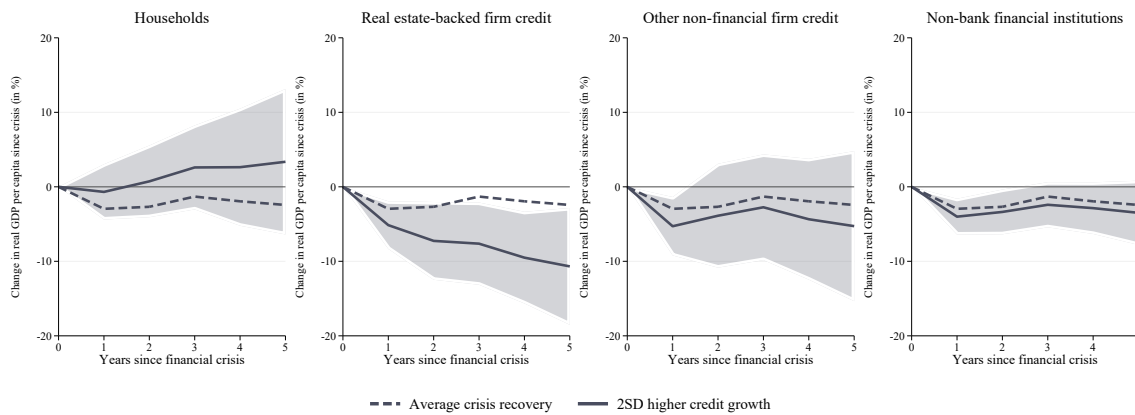 Households
Change in real GDP per capita since crisis (in %)
20
10
0
-10
-20
0 1 2 3 4 5
Years since financial crisis
Real estate-backed firm credit
Change in real GDP per capita since crisis (in %)
20
10
0
-10
-20
0 1 2 3 4 5
Years since financial crisis
Other non-financial firm credit
Change in real GDP per capita since crisis (in %)
20
10
0
-10
-20
0 1 2 3 4 5
Years since financial crisis
Non-bank financial institutions
Change in real GDP per capita since crisis (in %)
20
10
0
-10
-20
0 1 2 3 4
Years since financial crisis
Average crisis recovery 2SD higher credit growth